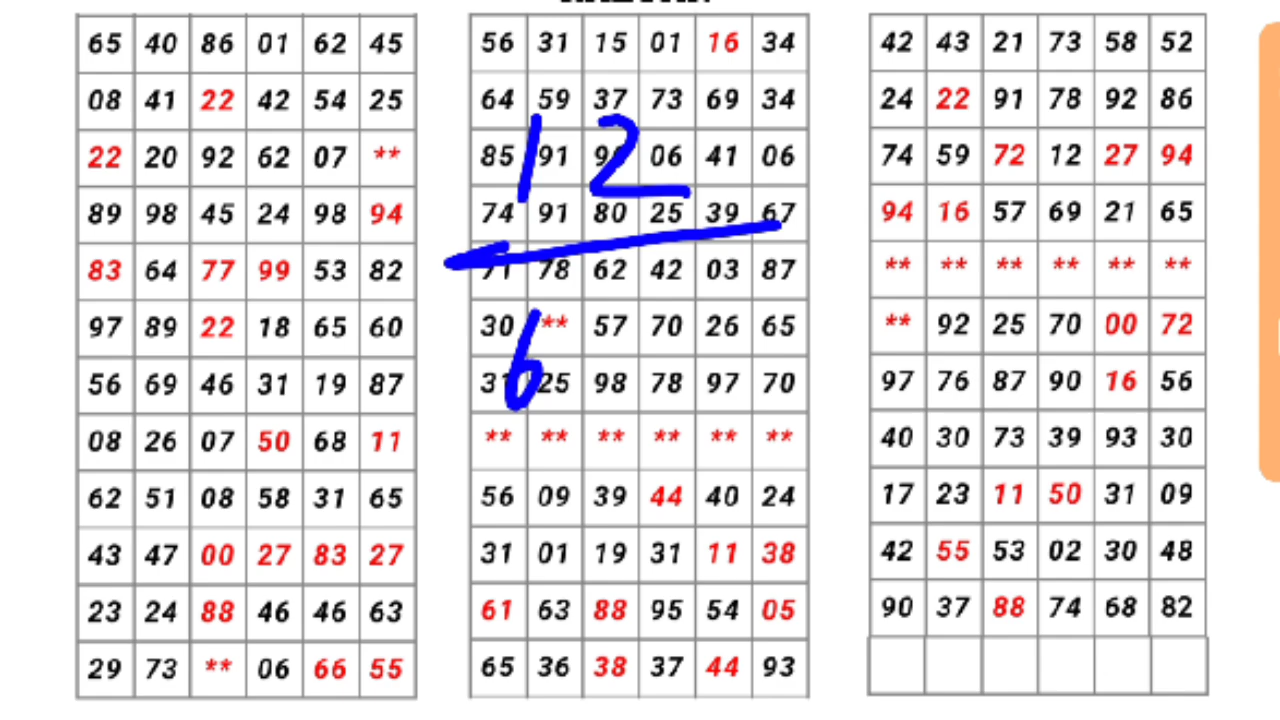 65 40 86 01 62 45
08 41 22 42 54 25
22 20 92 62 07 **
89 98 45 24 98 94
83 64 77 99 53 82
97 89 22 18 65 60
56 69 46 31 19 87
08 26 07 50 68 11
62 51 08 58 31 65
43 47 00 27 83 27
23 24 88 46 46 63
29 73 ** 06 66 55
56 31 15 01 16 34
64 59 37 73 69 34
85 91 06 41 06
74 91 80 25 39 67
71 78 62 42 03 87
30 ** 57 70 26 65
31 25 98 78 97 70
** ** ** ** ** **
56 09 39 44 40 24
31 01 19 31 11 38
61 63 88 95 54 05
65 36 38 37 44 93
12
6
42 43 21 73 58 52
24 22 91 78 92 86
74 59 72 12 27 94
94 16 57 69 21 65
** ** ** ** ** **
** 92 25 70 00 72
97 76 87 90 16 56
40 30 73 39 93 30
17 23 11 50 31 09
42 55 53 02 30 48
90 37 88 74 68 82